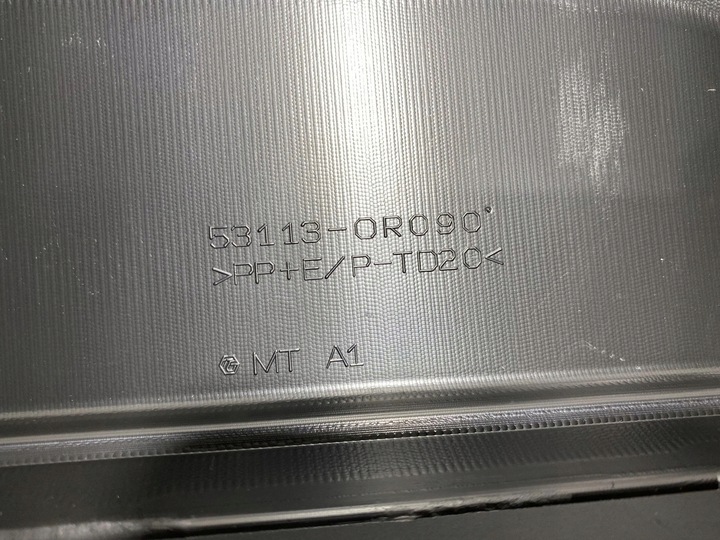 53113-0R090
>PP+E/P-TD20<
MT A1